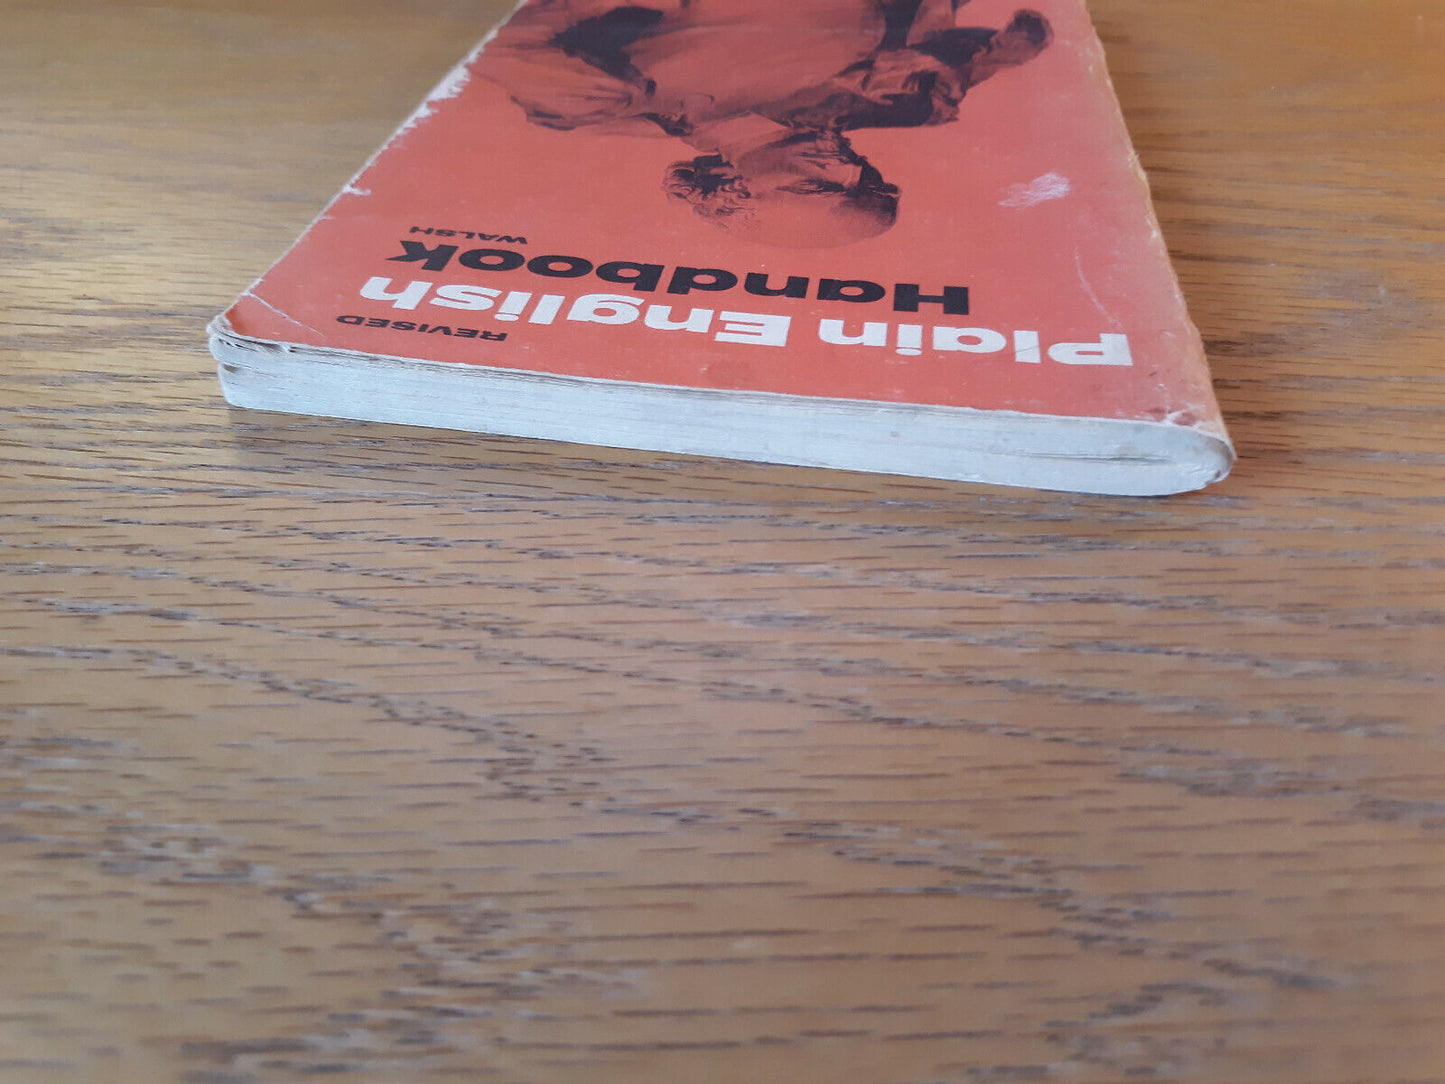 REVISED
Plain English
Handbook
WALSH